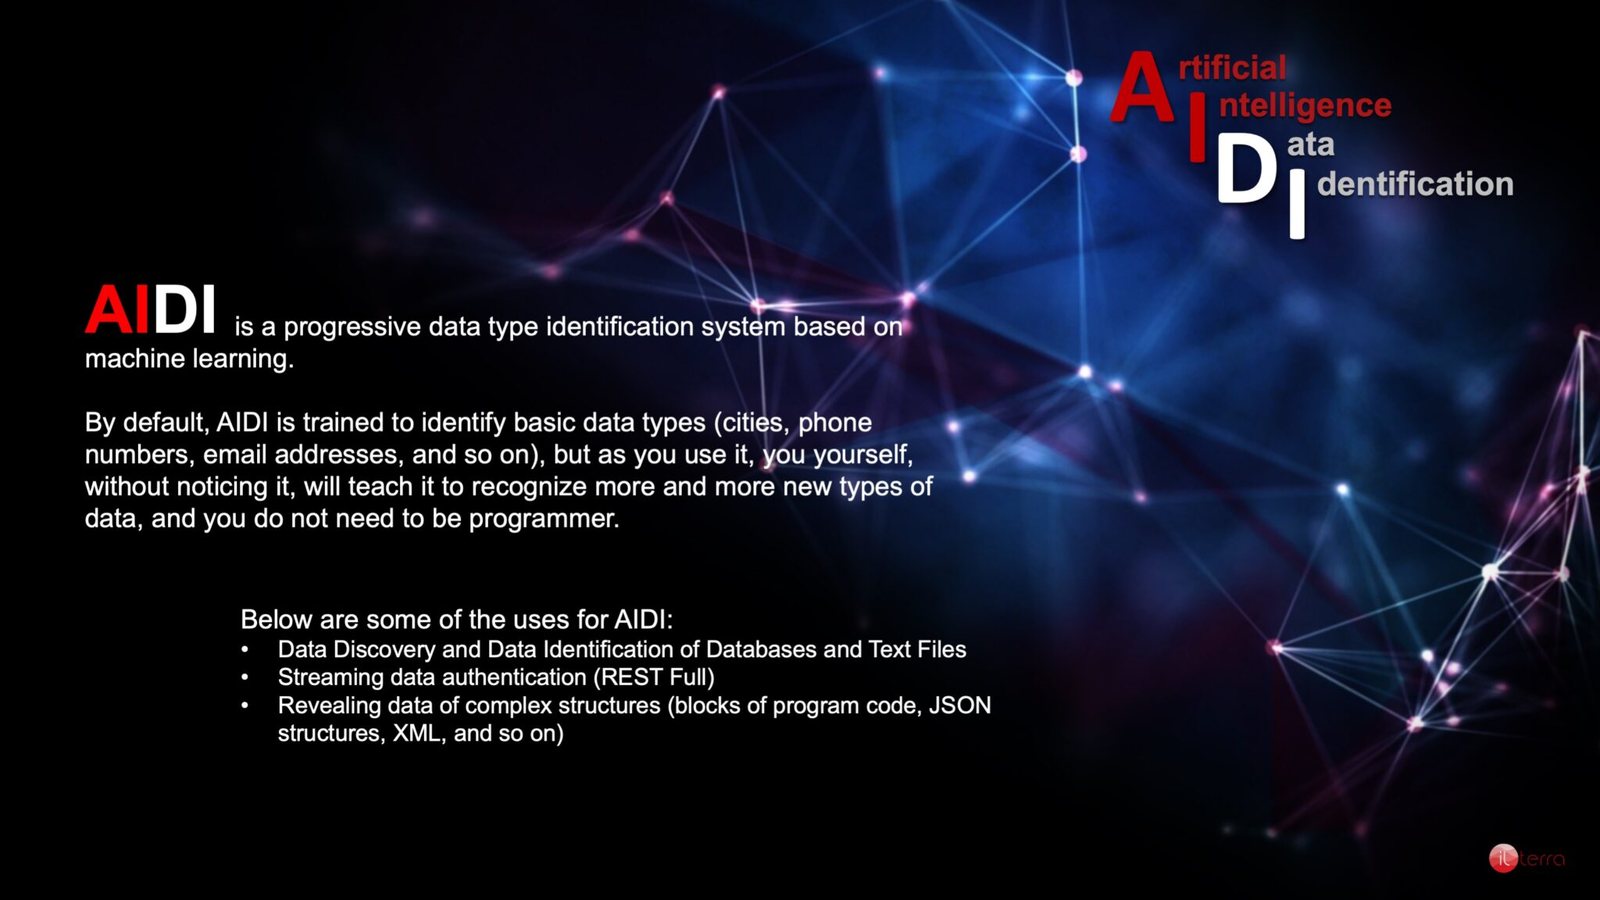 Artificial
Intelligence
Data
Identification
AIDI is a progressive data type identification system based on
machine learning.
By default, AIDI is trained to identify basic data types (cities, phone
numbers, email addresses, and so on), but as you use it, you yourself,
without noticing it, will teach it to recognize more and more new types of
data, and you do not need to be programmer.
Below are some of the uses for AIDI:
• Data Discovery and Data Identification of Databases and Text Files
• Streaming data authentication (REST Full)
• Revealing data of complex structures (blocks of program code, JSON
structures, XML, and so on)
it terra